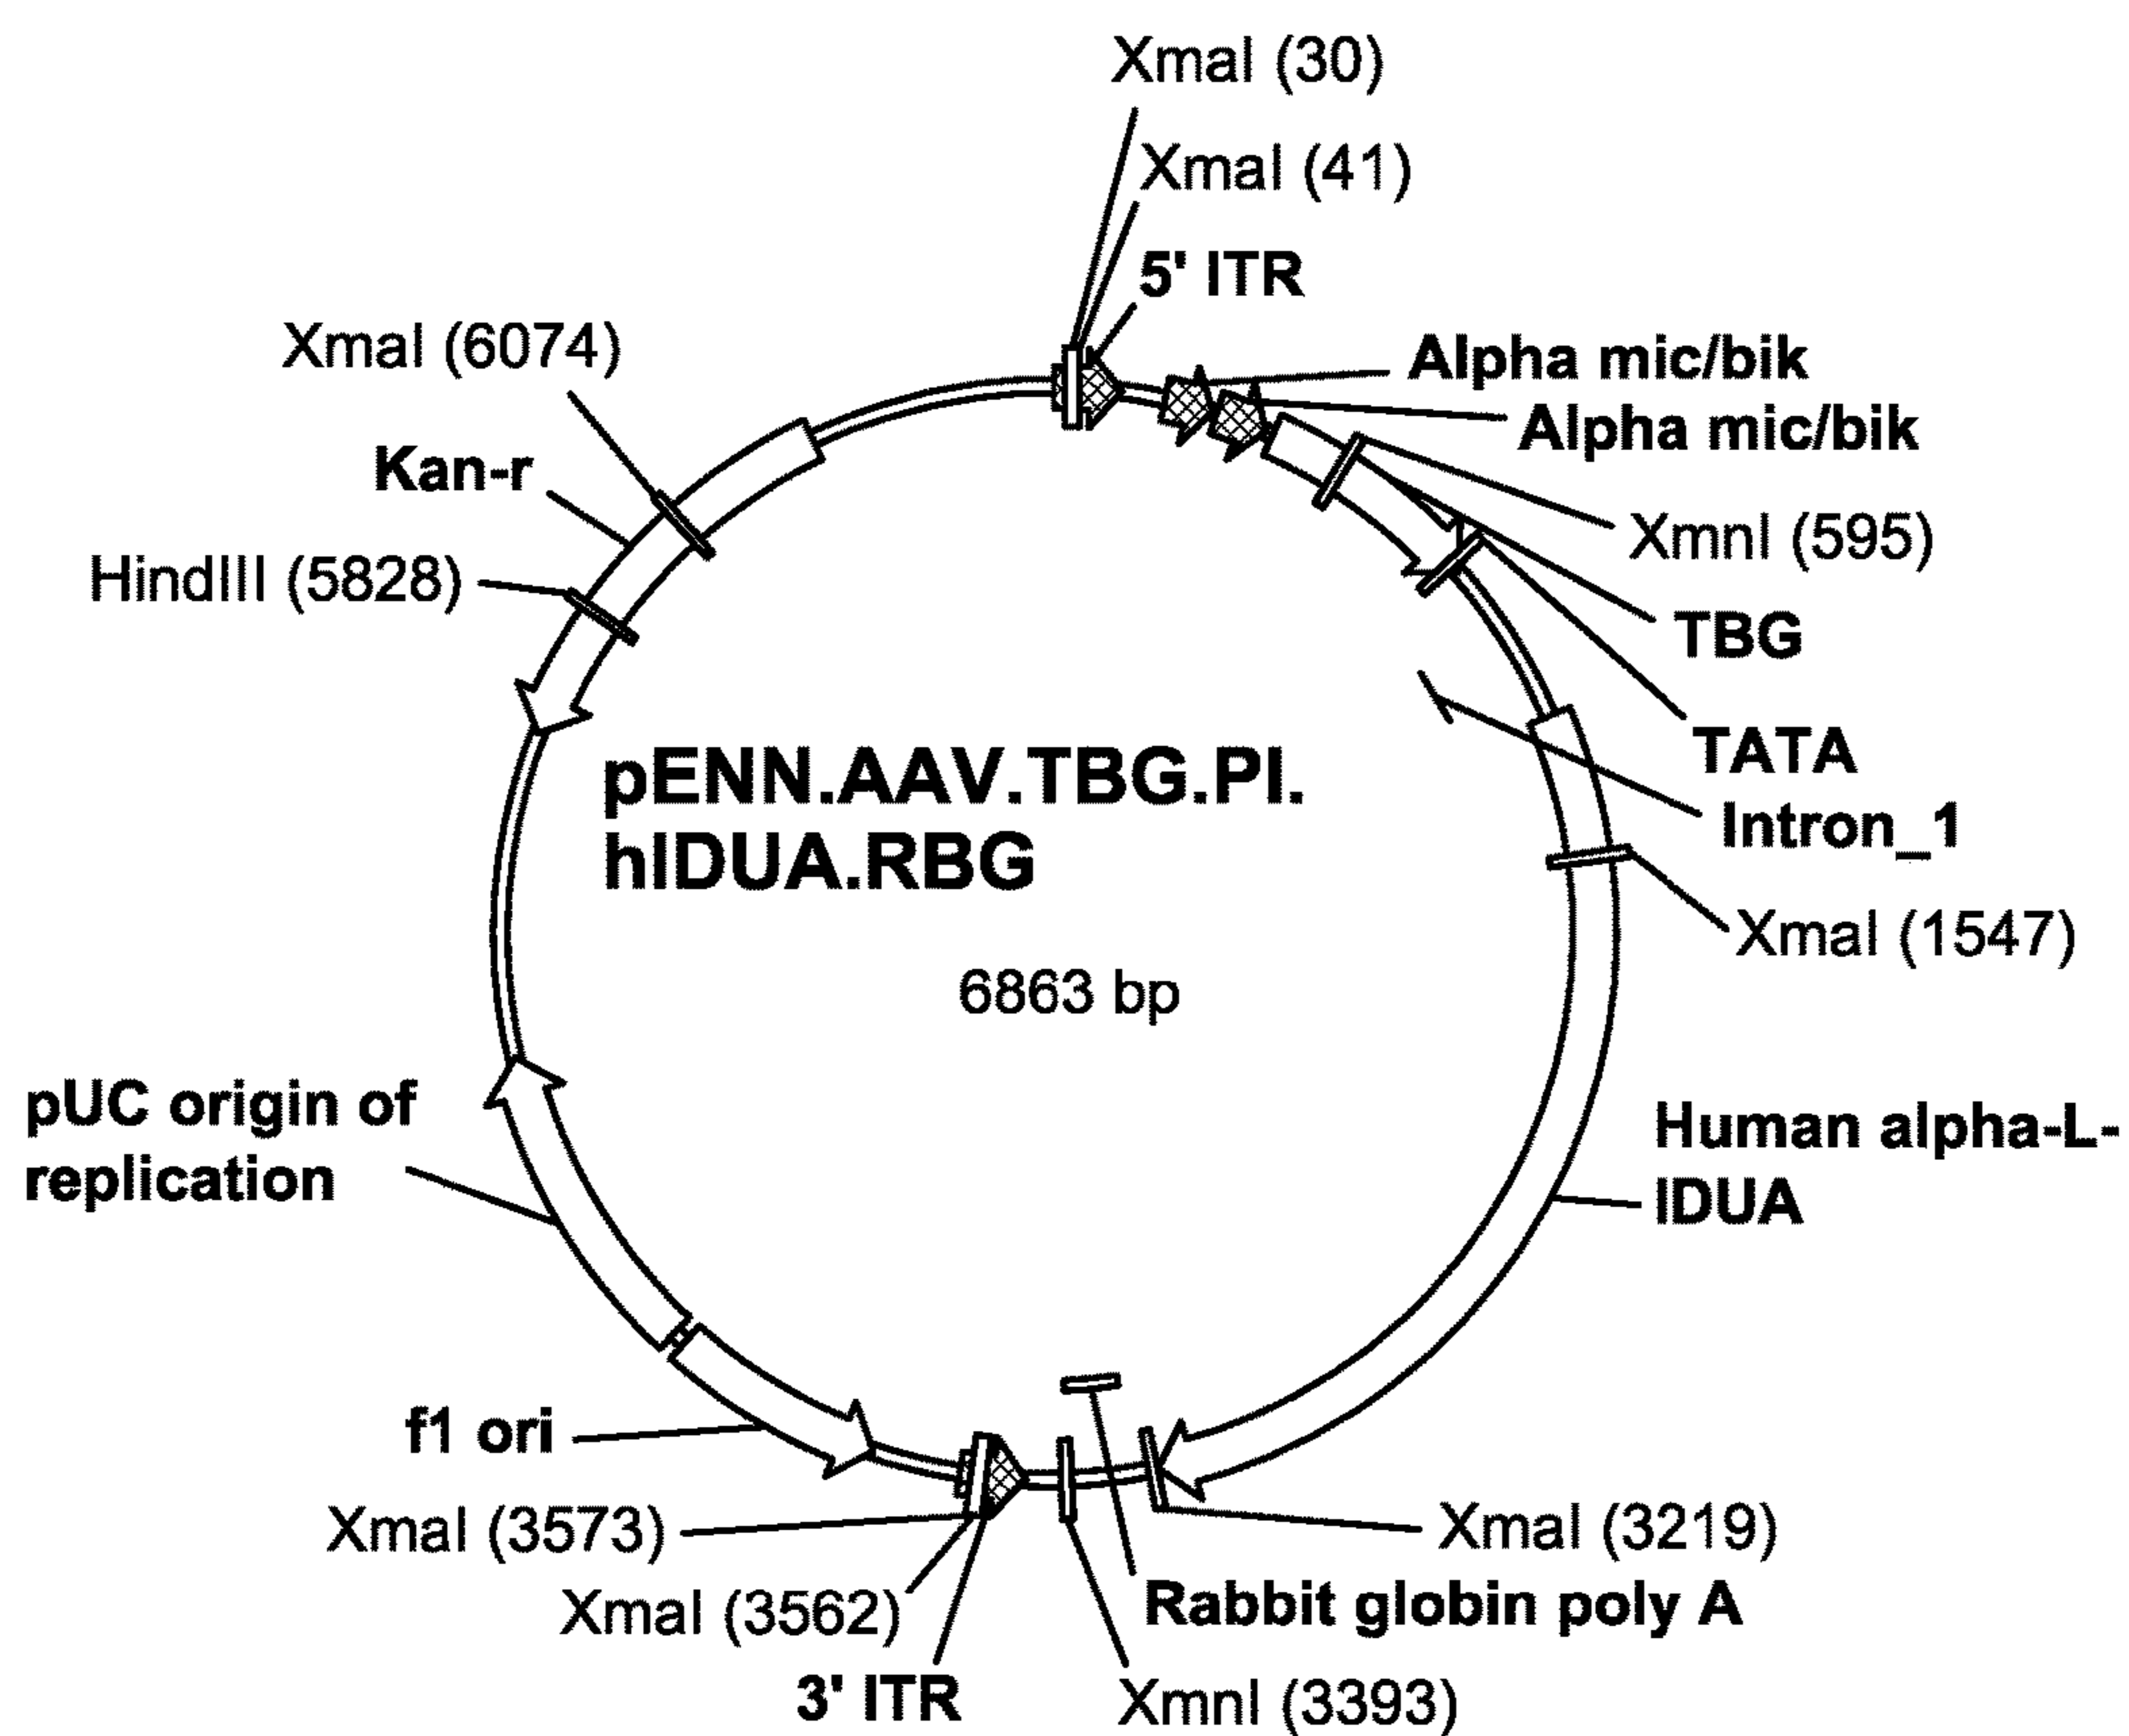 XmaI (30)
XmaI (41)
5' ITR
Alpha mic/bik
Alpha mic/bik
XmnI (595)
TBG
TATA
Intron_1
XmaI (1547)
Human alpha-L-
IDUA
XmaI (3219)
Rabbit globin poly A
XmnI (3393)
3' ITR
XmaI (3562)
XmaI (3573)
f1 ori
pUC origin of
replication
HindIII (5828)
Kan-r
XmaI (6074)
pENN.AAV.TBG.PI.
hIDUA.RBG
6863 bp